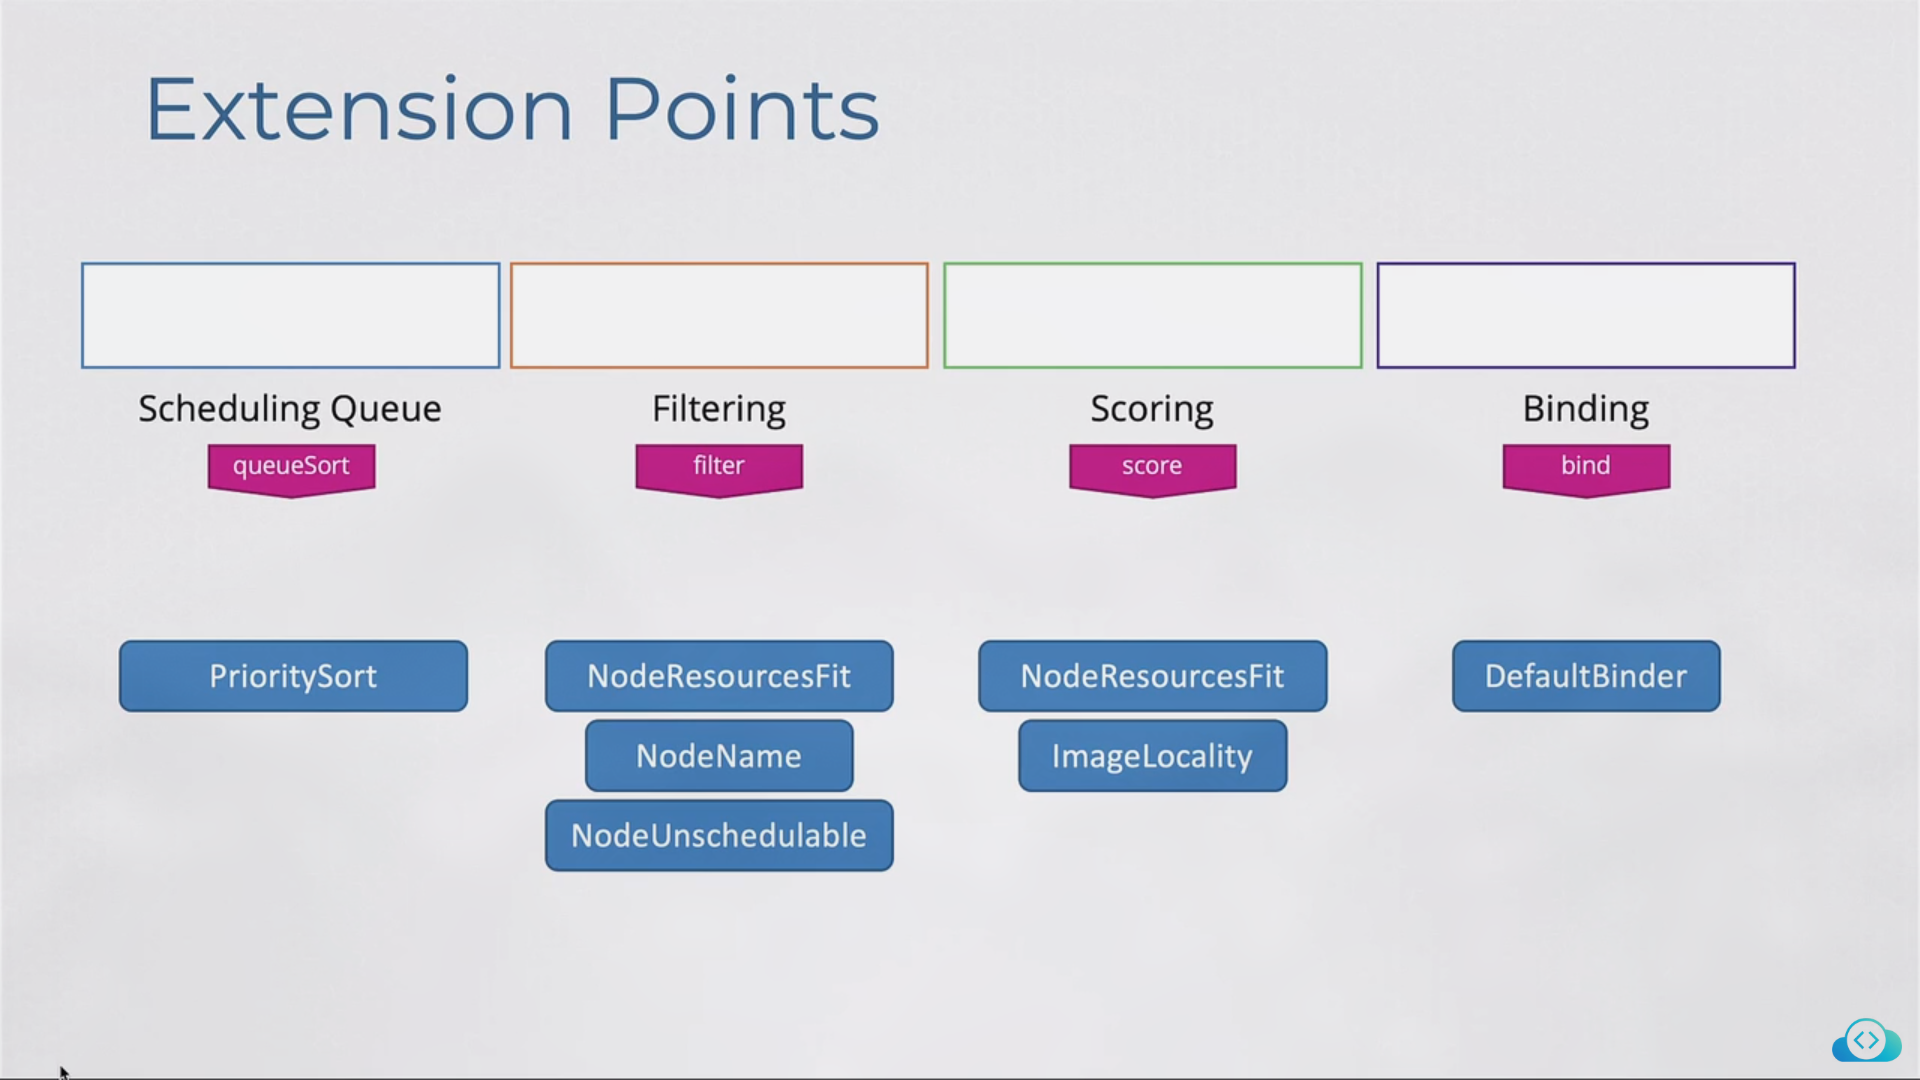 Extension Points
Scheduling Queue
Filtering
Scoring
Binding
queueSort
filter
score
bind
PrioritySort
NodeResourcesFit
NodeResourcesFit
DefaultBinder
NodeName
ImageLocality
NodeUnschedulable